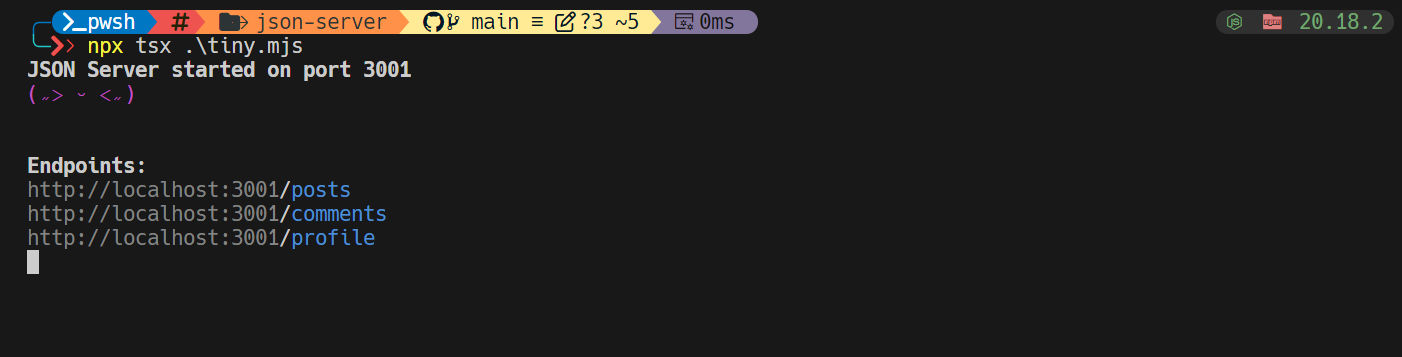 pwsh # json-server main ≡ ?3 ~5 0ms 20.18.2
npx tsx .\tiny.mjs
JSON Server started on port 3001
(˶> ᵕ <˶)
Endpoints:
http://localhost:3001/posts
http://localhost:3001/comments
http://localhost:3001/profile